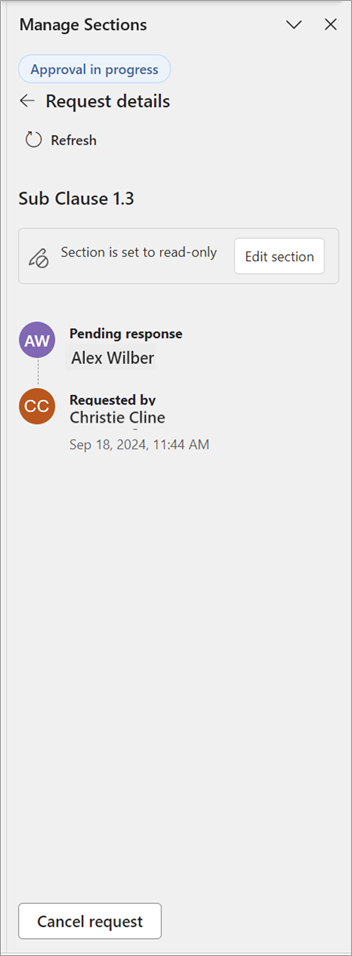 Manage Sections
Approval in progress
Request details
Refresh
Sub Clause 1.3
Section is set to read-only
Edit section
AW
Pending response
Alex Wilber
CC
Requested by
Christie Cline
Sep 18, 2024, 11:44 AM
Cancel request